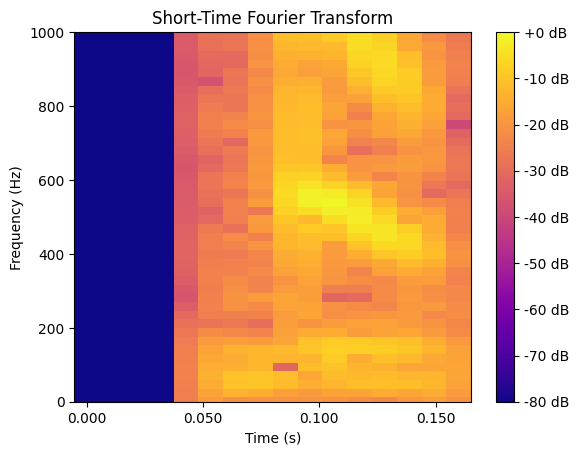 Short-Time Fourier Transform
1000
800
600
400
200
0
Frequency (Hz)
0.000
0.050
0.100
0.150
Time (s)
+0 dB
-10 dB
-20 dB
-30 dB
-40 dB
-50 dB
-60 dB
-70 dB
-80 dB